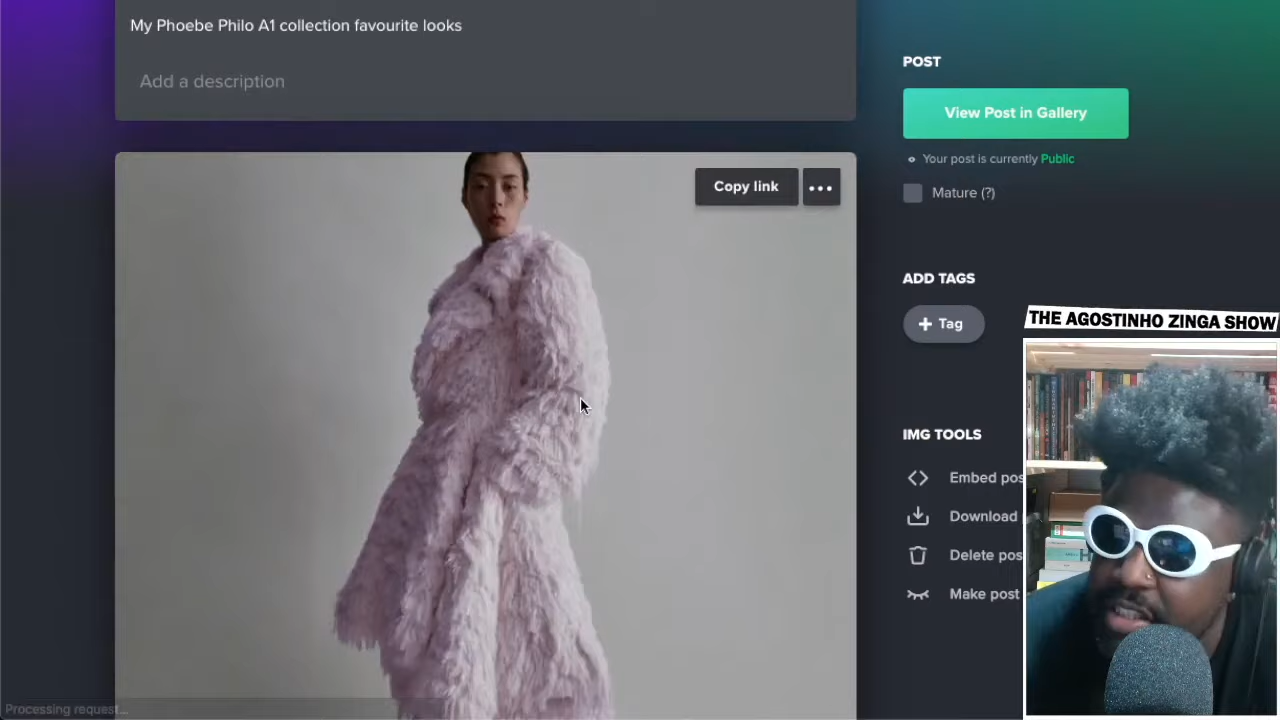 My Phoebe Philo A1 collection favourite looks
Add a description
Copy link
POST
View Post in Gallery
Your post is currently Public
Mature (?)
ADD TAGS
+ Tag
THE AGOSTINHO ZINGA SHOW
IMG TOOLS
Embed pos
Download
Delete pos
Make post
Processing request...